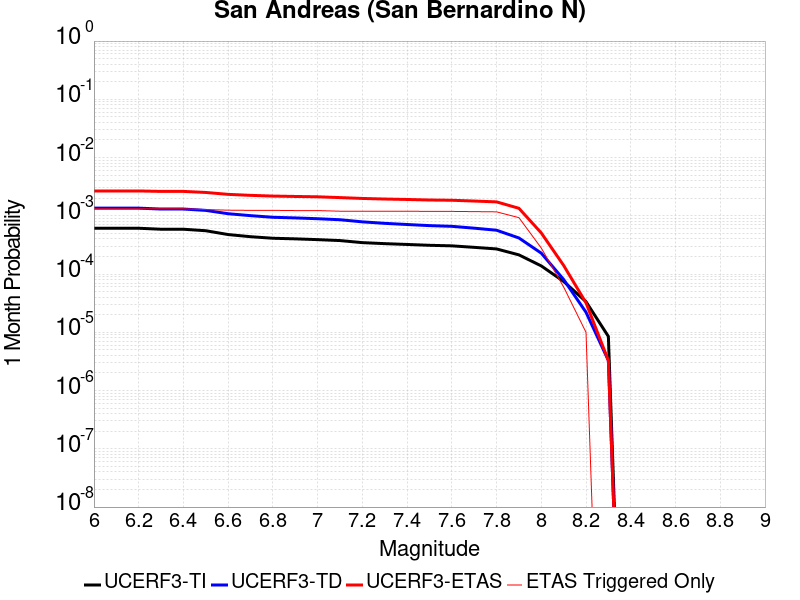 San Andreas (San Bernardino N)
10^0
10^-1
10^-2
10^-3
10^-4
10^-5
10^-6
10^-7
10^-8
1 Month Probability
6 6.2 6.4 6.6 6.8 7 7.2 7.4 7.6 7.8 8 8.2 8.4 8.6 8.8 9
Magnitude
UCERF3-TI UCERF3-TD UCERF3-ETAS ETAS Triggered Only